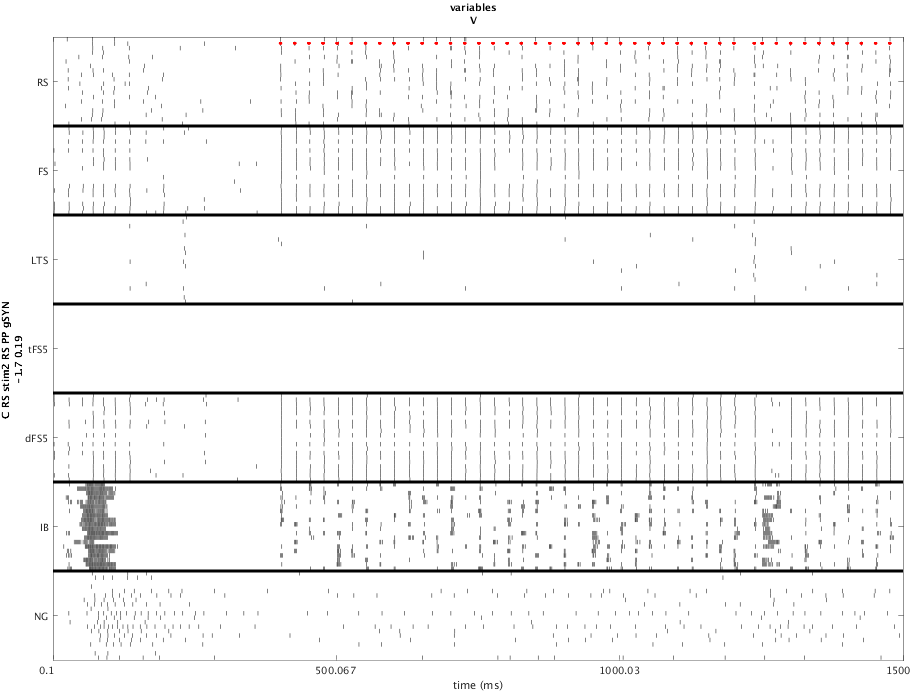 variables
V
RS
FS
LTS
tFS5
dFS5
IB
NG
C RS stim2 RS PP gSYN
-1.7 0.19
0.1
500.067
1000.03
1500
time (ms)